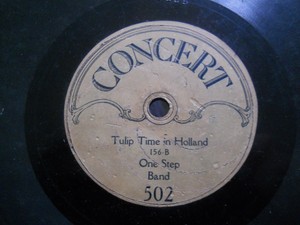 CONCERT
Tulip Time in Holland
156-B
One Step
Band
502